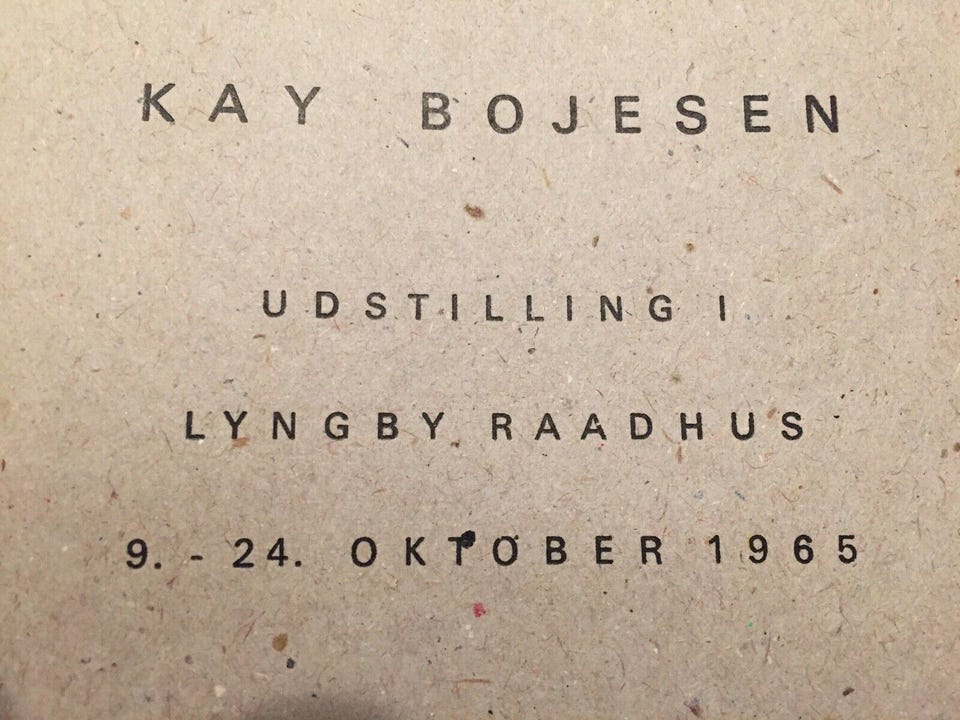 KAY BOJESEN
UDSTILLING I
LYNGBY RAADHUS
9. - 24. OKTOBER 1965